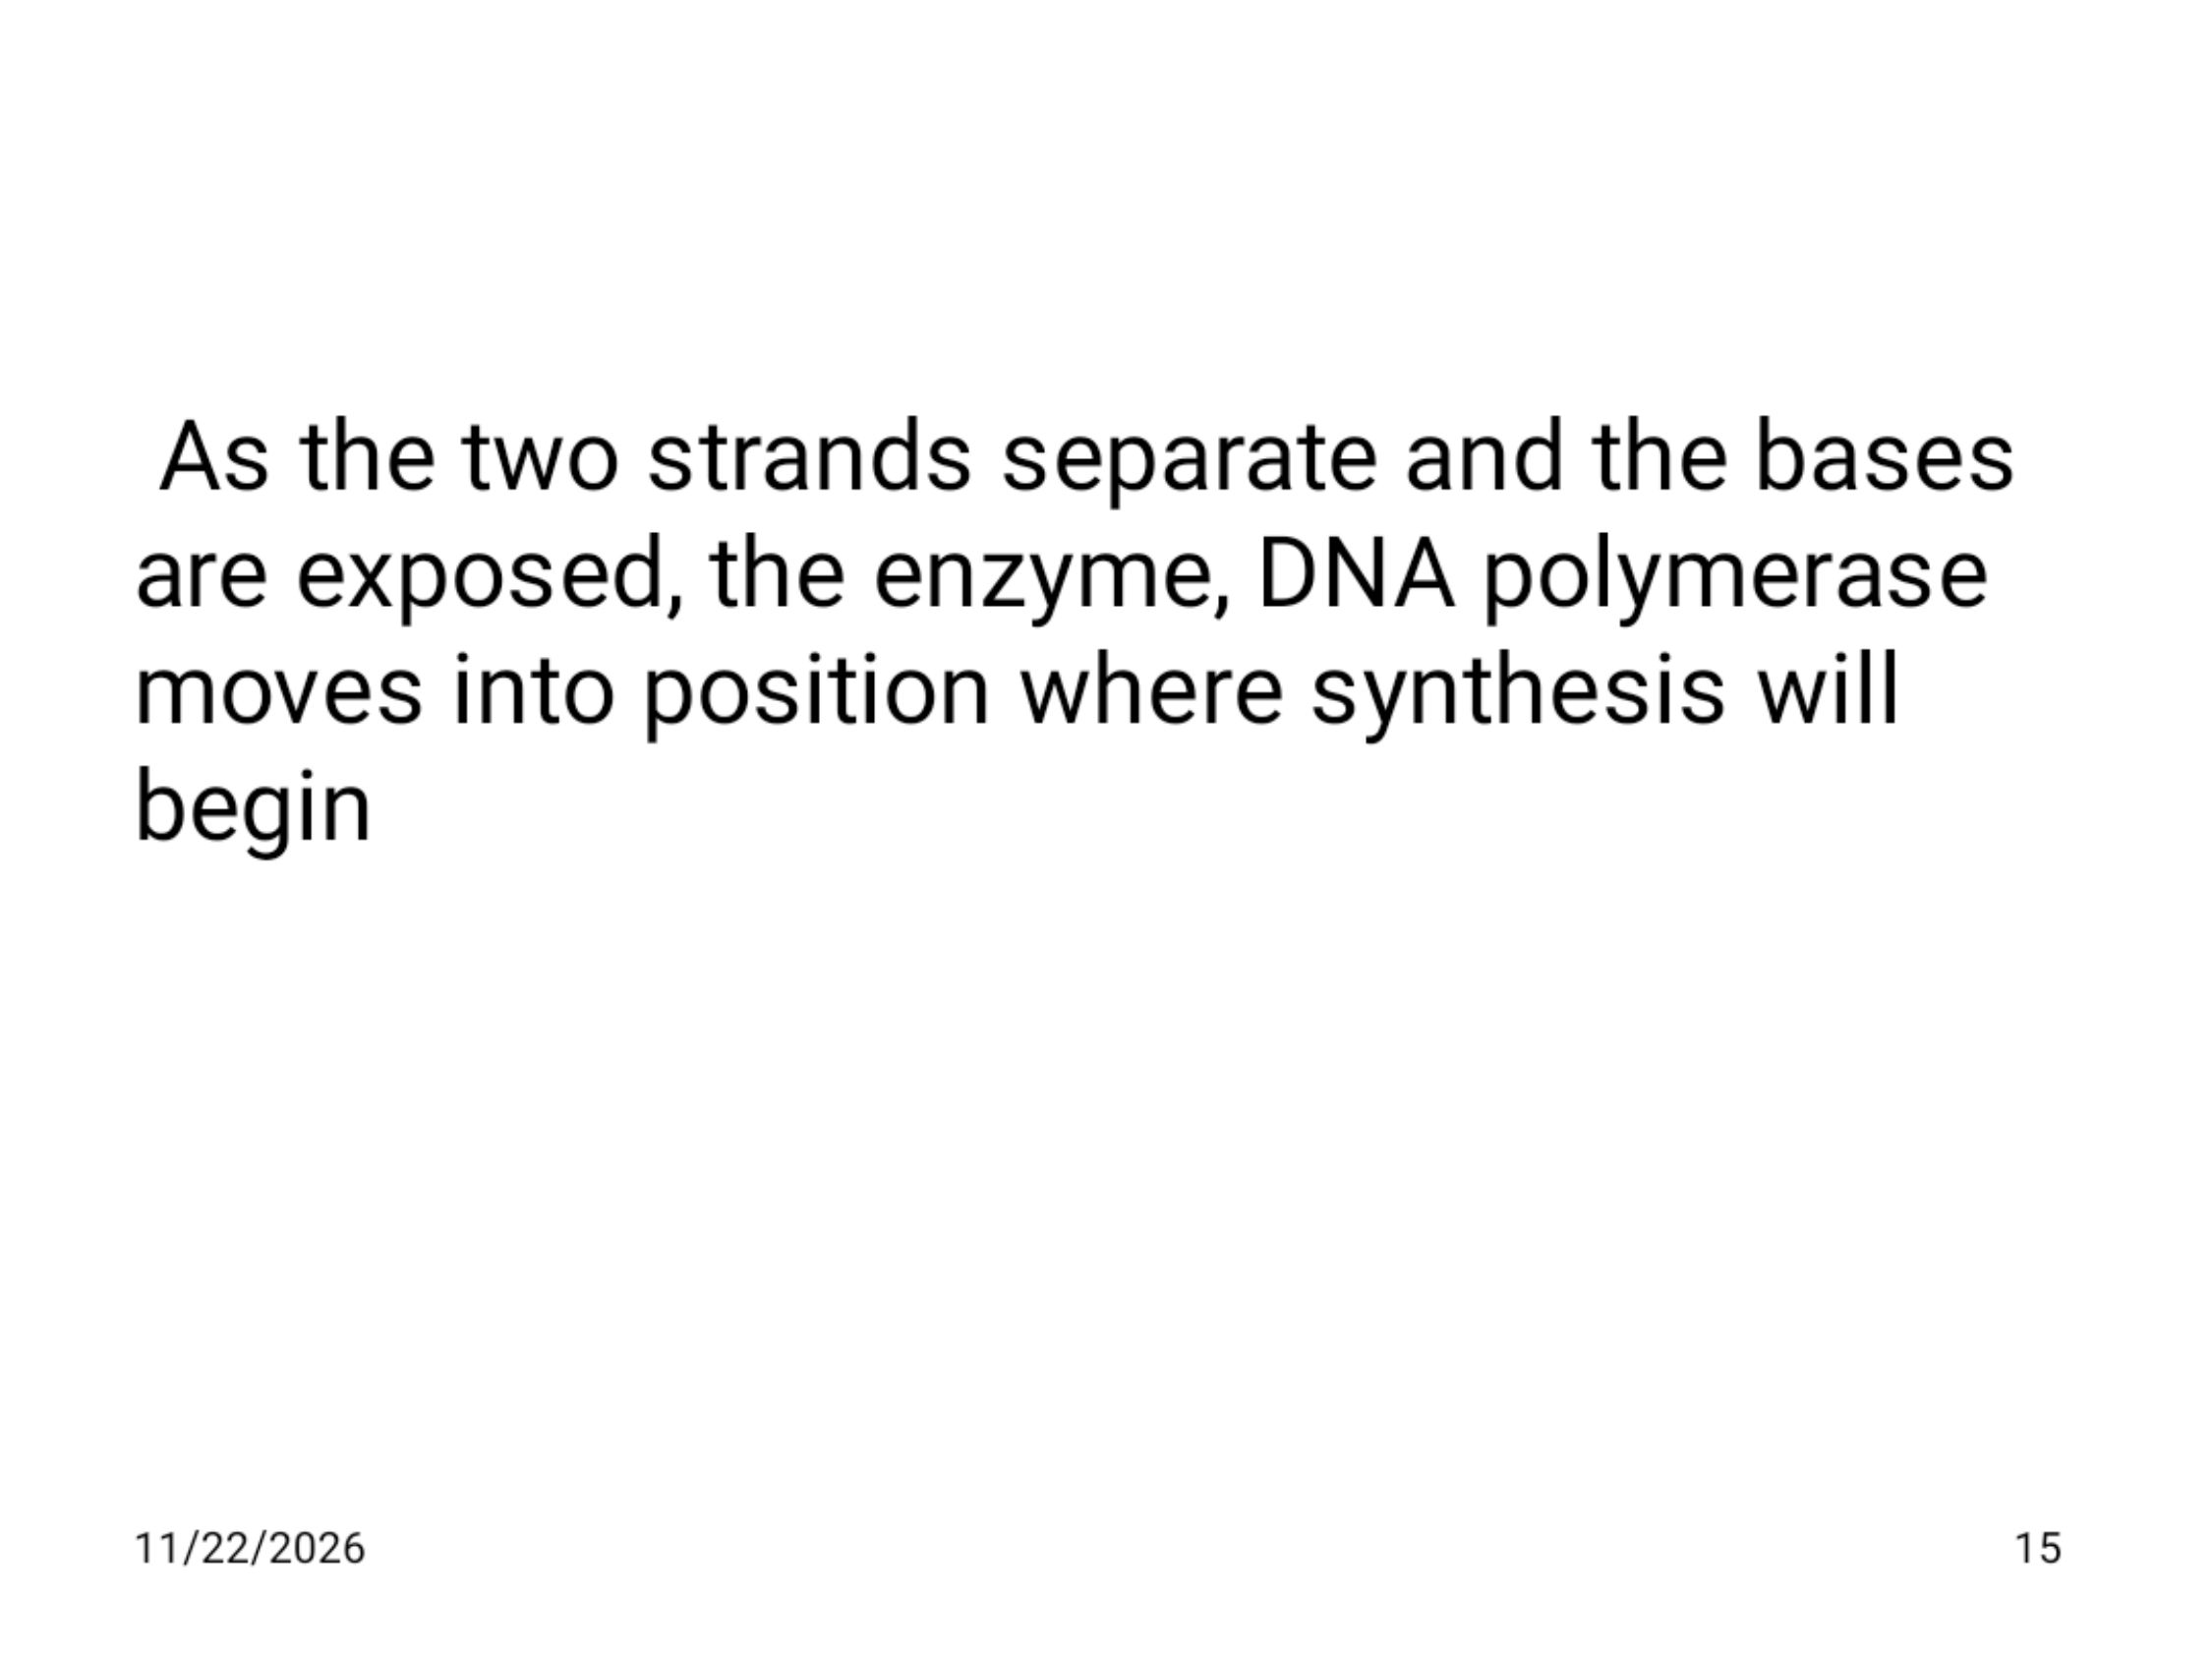 As the two strands separate and the bases
are exposed, the enzyme, DNA polymerase
moves into position where synthesis will
begin
11/22/2026
15